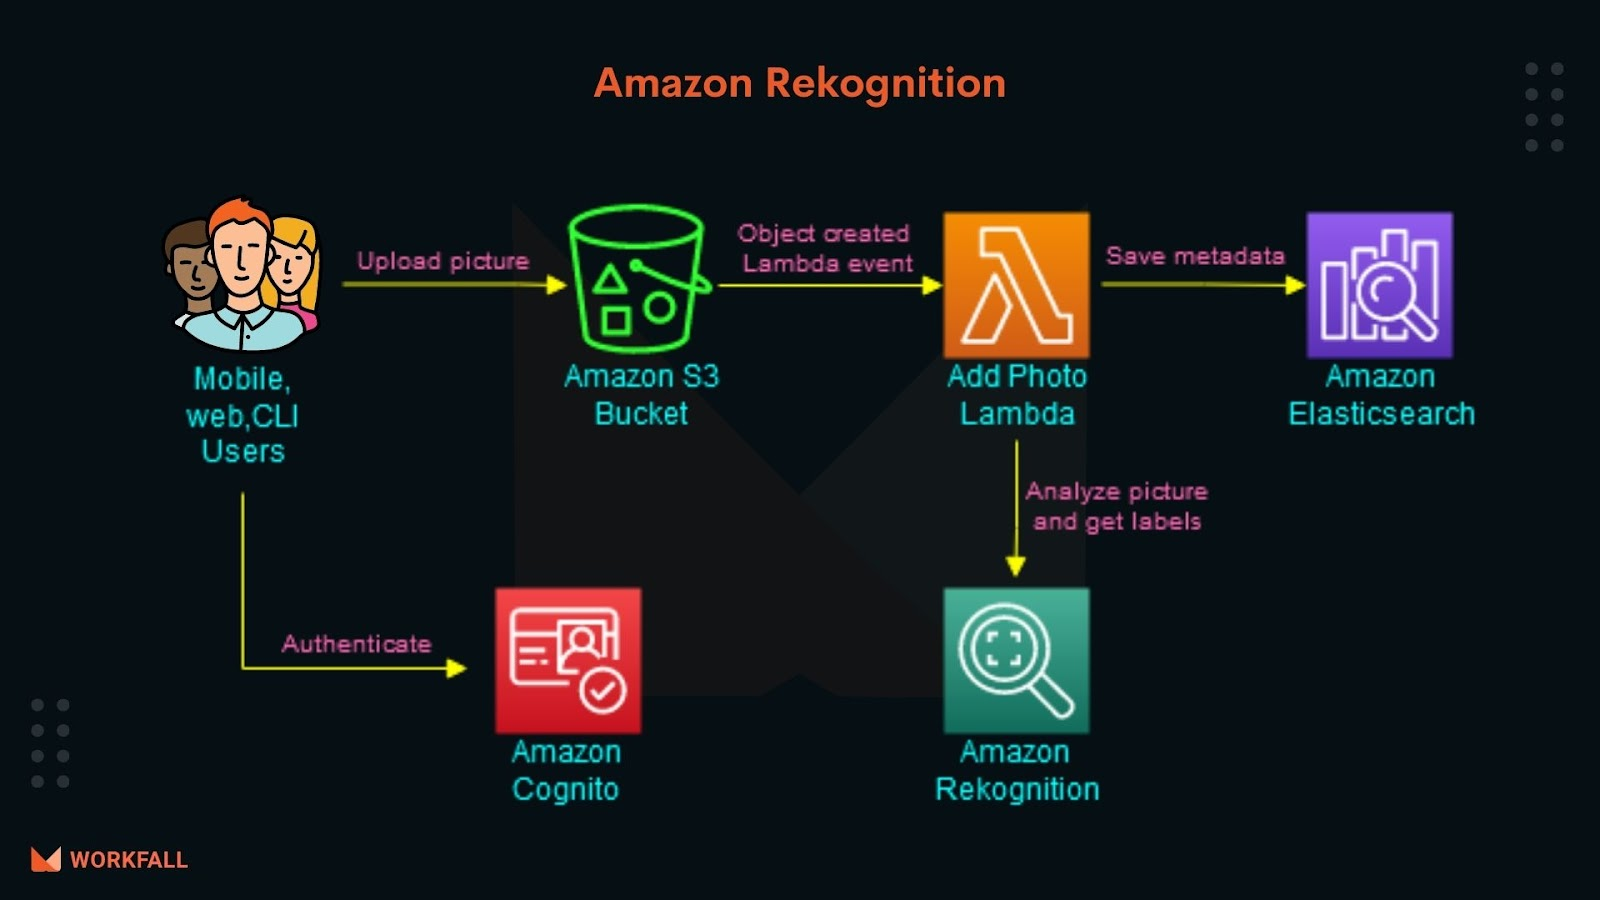 Amazon Rekognition
Upload picture
Object created
Lambda event
Save metadata
Mobile,
web,CLI
Users
Amazon S3
Bucket
Add Photo
Lambda
Amazon
Elasticsearch
Analyze picture
and get labels
Authenticate
Amazon
Cognito
Amazon
Rekognition
WORKFALL